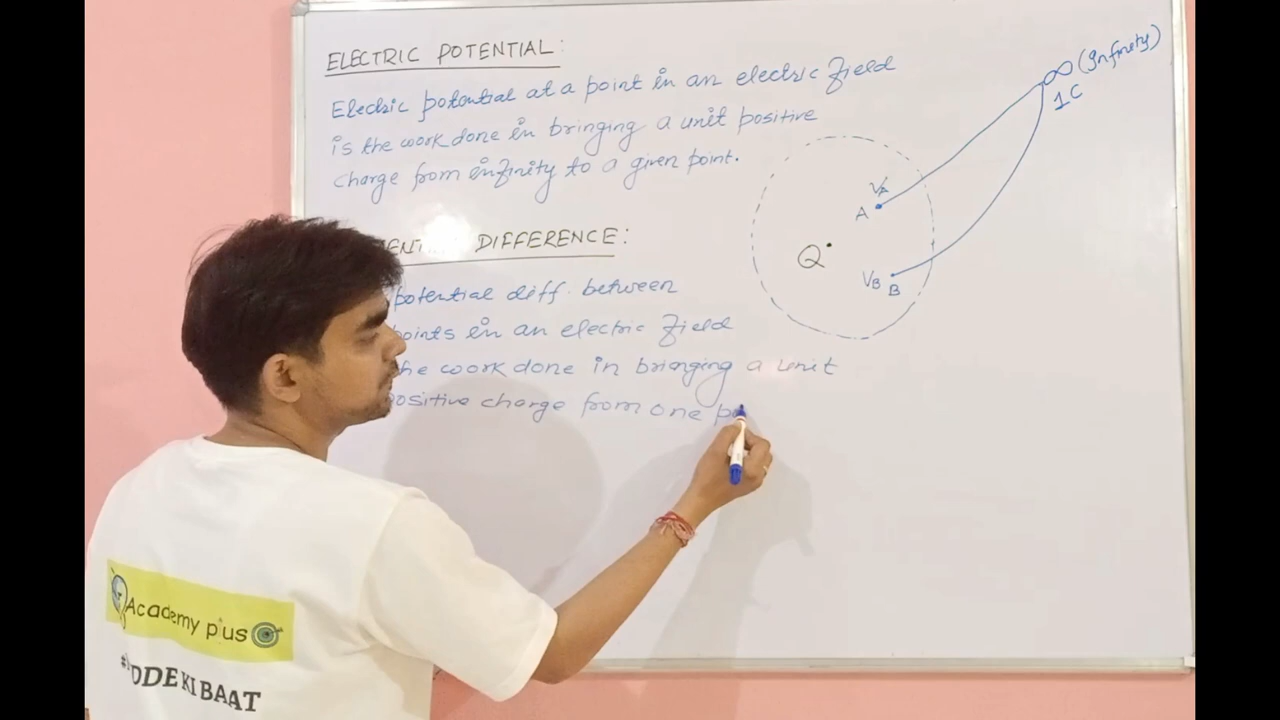 ELECTRIC POTENTIAL:
Electric potential at a point in an electric field
is the work done in bringing a unit positive
charge from infinity to a given point.
DIFFERENCE:
potential diff. between
points in an electric field
the work done in bringing a unit
positive charge from one
∞ (Infinity)
1C
VA
A
Q
VB
B
Academy plus
KI BAAT